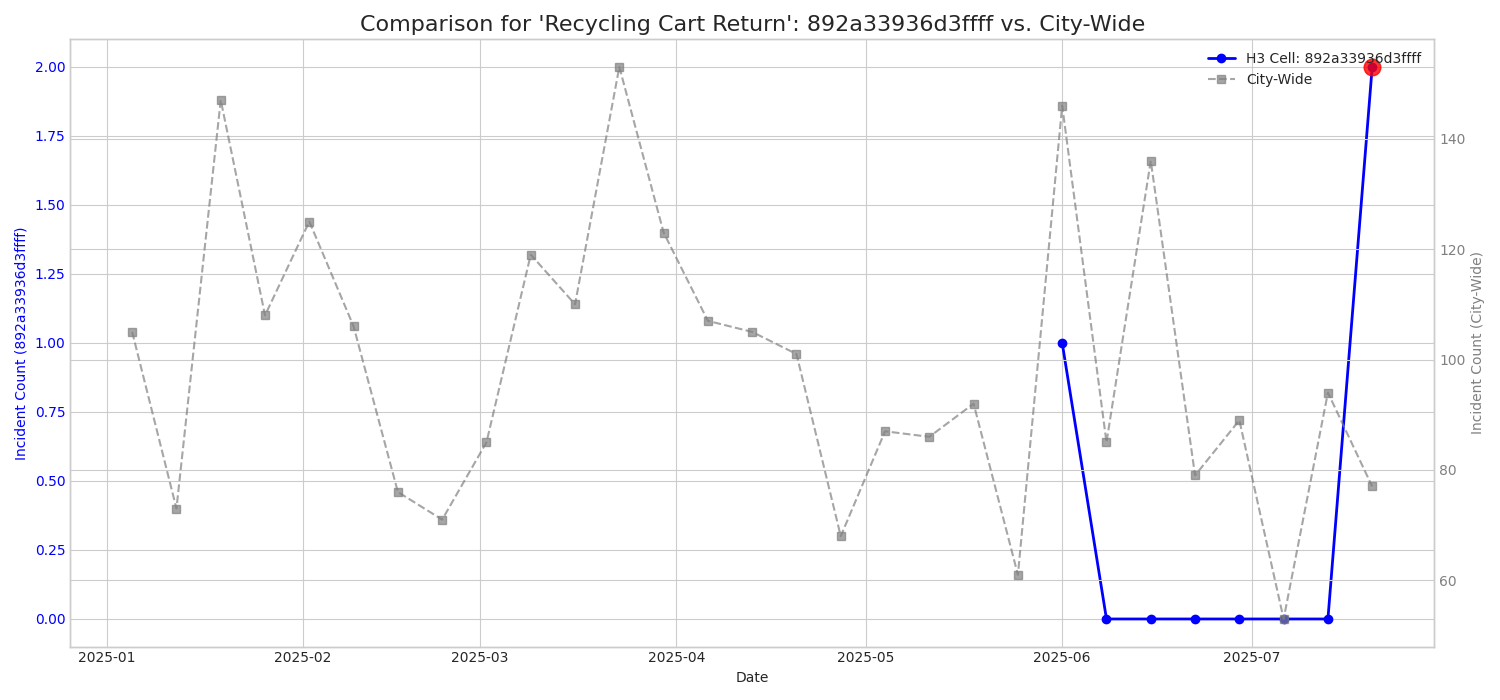 Comparison for 'Recycling Cart Return': 892a33936d3ffff vs. City-Wide
H3 Cell: 892a33936d3ffff
City-Wide
Incident Count (892a33936d3ffff)
2.00
1.75
1.50
1.25
1.00
0.75
0.50
0.25
0.00
140
120
100
80
60
Incident Count (City-Wide)
2025-01 2025-02 2025-03 2025-04 2025-05 2025-06 2025-07
Date